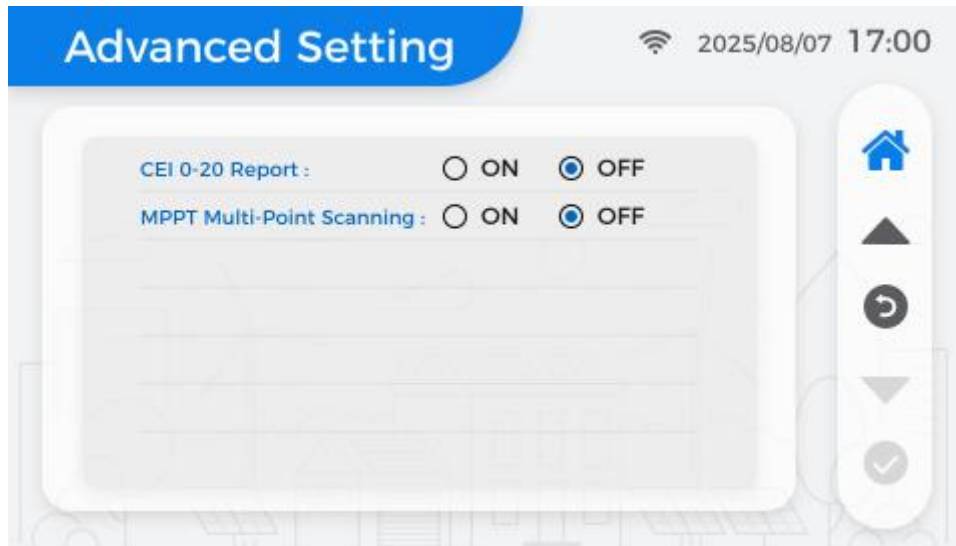 Advanced Setting
2025/08/07 17:00
CEI 0-20 Report : ON OFF
MPPT Multi-Point Scanning : ON OFF